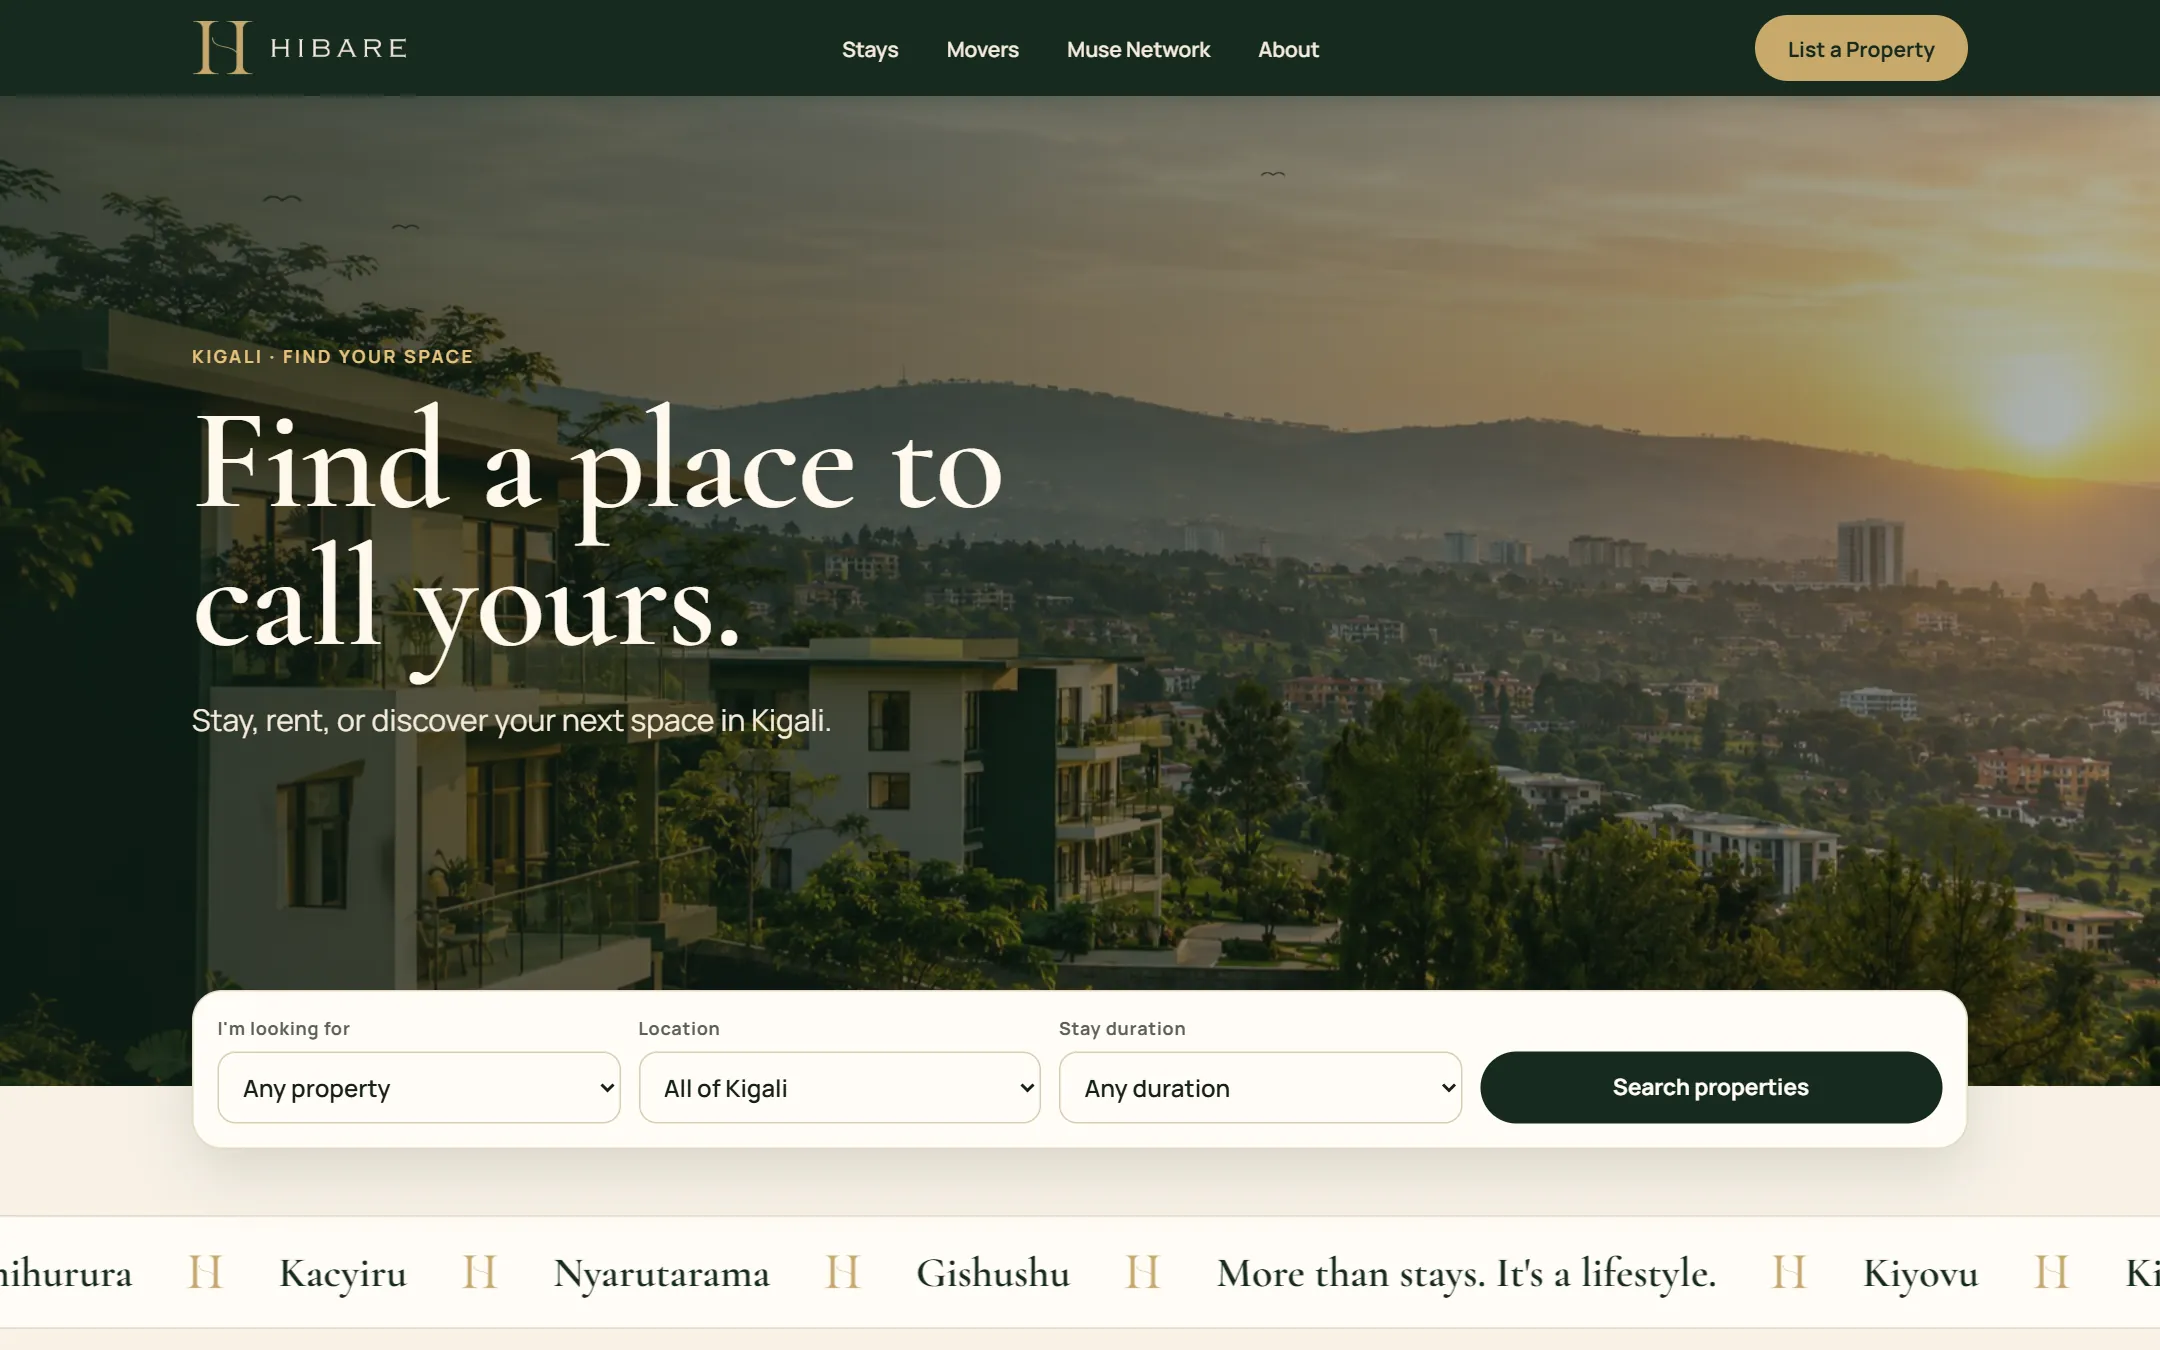 HIBARE
Stays
Movers
Muse Network
About
List a Property
KIGALI · FIND YOUR SPACE
Find a place to
call yours.
Stay, rent, or discover your next space in Kigali.
I'm looking for
Location
Stay duration
Any property
All of Kigali
Any duration
Search properties
Kacyiru H Nyarutarama H Gishushu H More than stays. It's a lifestyle. H Kiyovu H